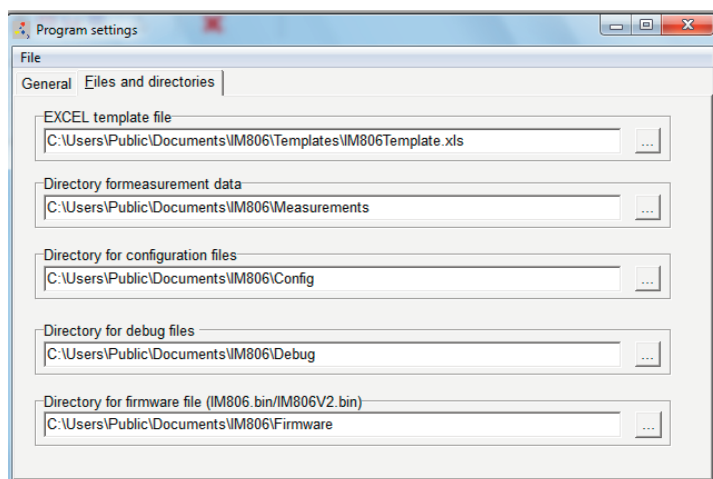 Program settings
File
General Files and directories
EXCEL template file
C:\Users\Public\Documents\IM806\Templates\IM806Template.xls
...
Directory formeasurement data
C:\Users\Public\Documents\IM806\Measurements
...
Directory for configuration files
C:\Users\Public\Documents\IM806\Config
...
Directory for debug files
C:\Users\Public\Documents\IM806\Debug
...
Directory for firmware file (IM806.bin/IM806V2.bin)
C:\Users\Public\Documents\IM806\Firmware
...